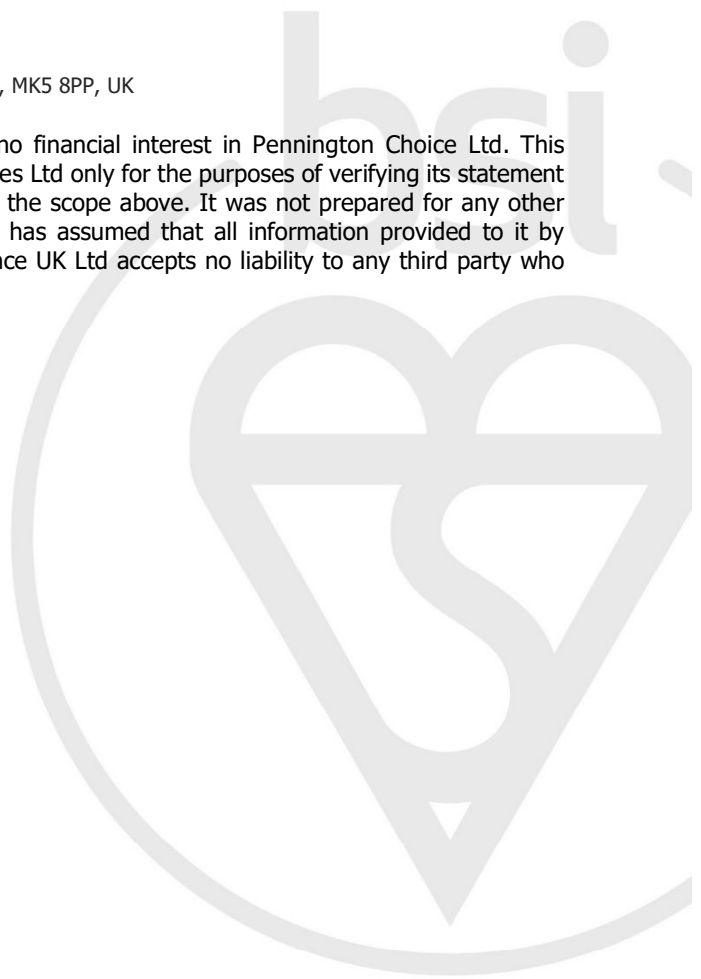 bsi
, MK5 8PP, UK
no financial interest in Pennington Choice Ltd. This
es Ltd only for the purposes of verifying its statement
the scope above. It was not prepared for any other
has assumed that all information provided to it by
nce UK Ltd accepts no liability to any third party who